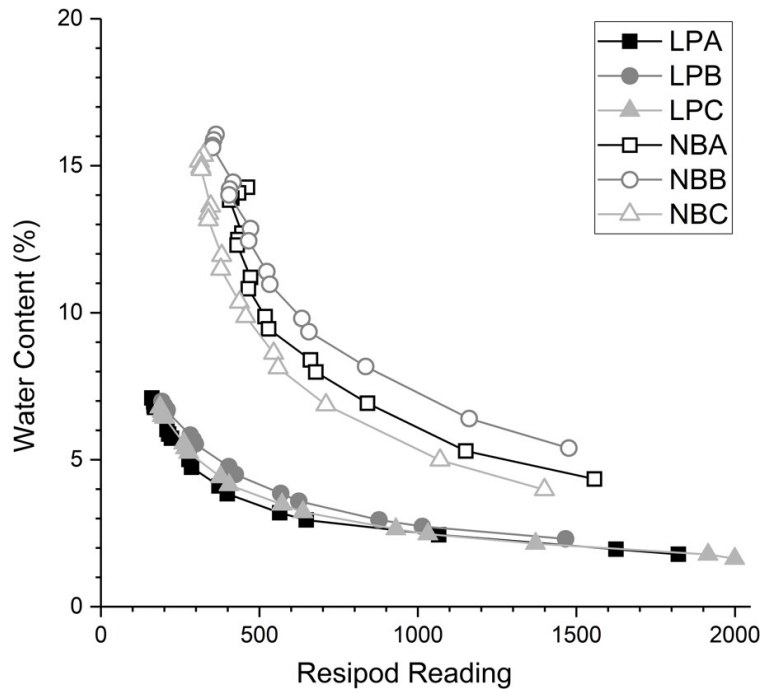 20
15
10
5
0
Water Content (%)
LPA
LPB
LPC
NBA
NBB
NBC
0 500 1000 1500 2000
Resipod Reading